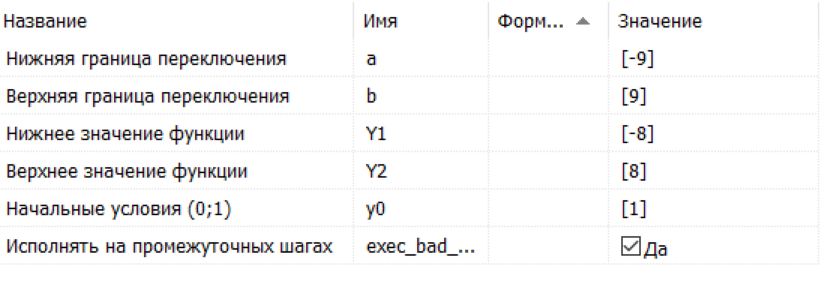 Название Имя Форм... Значение
Нижняя граница переключения a [-9]
Верхняя граница переключения b [9]
Нижнее значение функции Y1 [-8]
Верхнее значение функции Y2 [8]
Начальные условия (0;1) y0 [1]
Исполнять на промежуточных шагах exec_bad_... Да